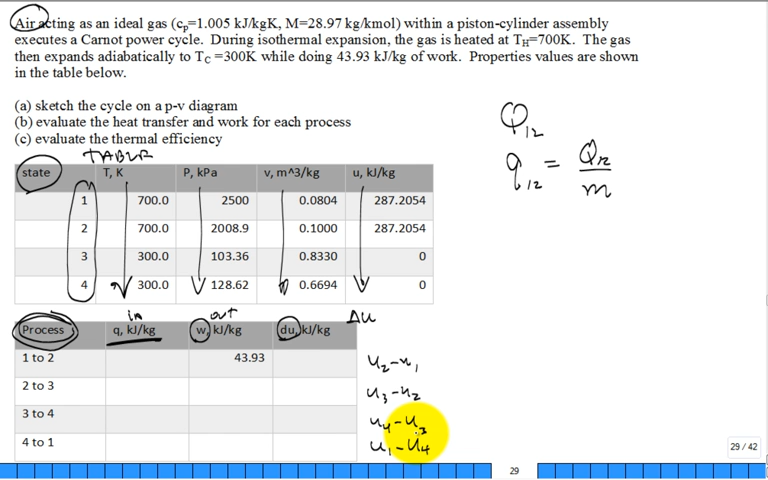 Air acting as an ideal gas (cp=1.005 kJ/kgK, M=28.97 kg/kmol) within a piston-cylinder assembly
executes a Carnot power cycle. During isothermal expansion, the gas is heated at TH=700K. The gas
then expands adiabatically to TC =300K while doing 43.93 kJ/kg of work. Properties values are shown
in the table below.
(a) sketch the cycle on a p-v diagram
(b) evaluate the heat transfer and work for each process
(c) evaluate the thermal efficiency
Q12
q12 = Q12/m
TABLE
state T, K P, kPa v, m^3/kg u, kJ/kg
1 700.0 2500 0.0804 287.2054
2 700.0 2008.9 0.1000 287.2054
3 300.0 103.36 0.8330 0
4 300.0 128.62 0.6694 0
in out ΔU
Process q, kJ/kg w, kJ/kg du, kJ/kg
1 to 2 43.93 u2-u1
2 to 3 u3-u2
3 to 4 u4-u3
4 to 1 u1-u4
29 / 42
29